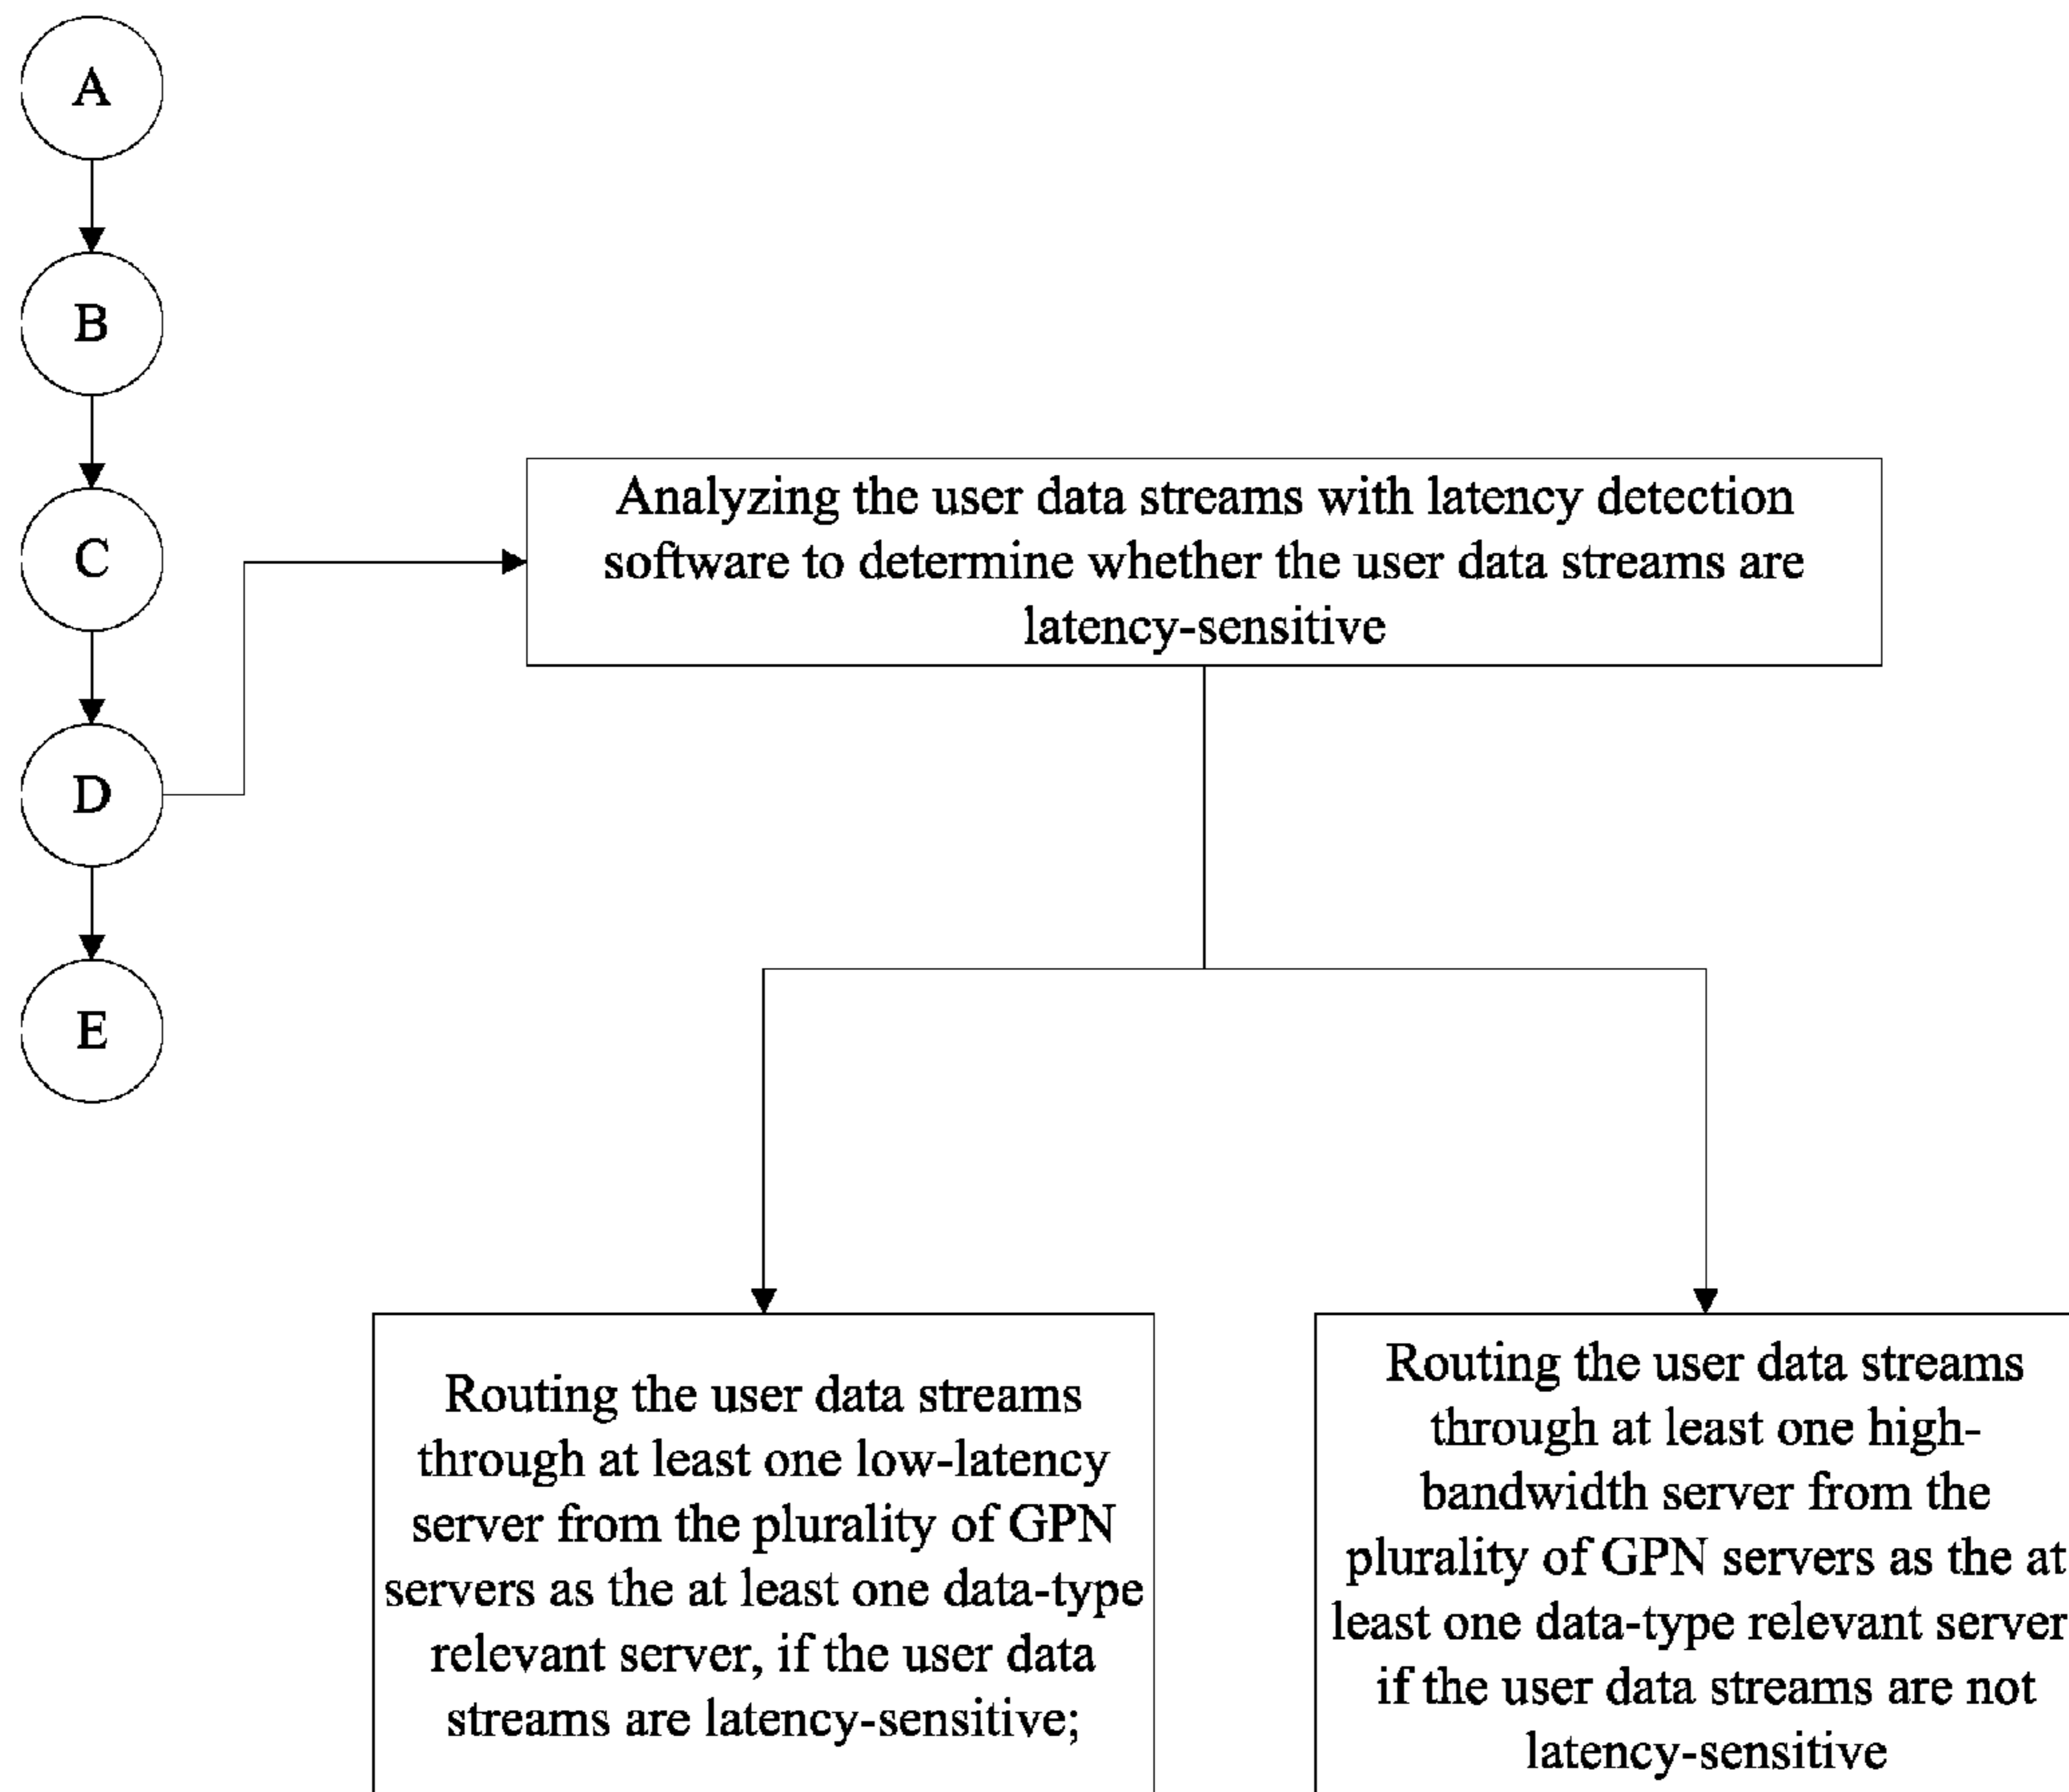 A
B
C
D
E
Analyzing the user data streams with latency detection
software to determine whether the user data streams are
latency-sensitive
Routing the user data streams
through at least one low-latency
server from the plurality of GPN
servers as the at least one data-type
relevant server, if the user data
streams are latency-sensitive;
Routing the user data streams
through at least one high-
bandwidth server from the
plurality of GPN servers as the at
least one data-type relevant server
if the user data streams are not
latency-sensitive